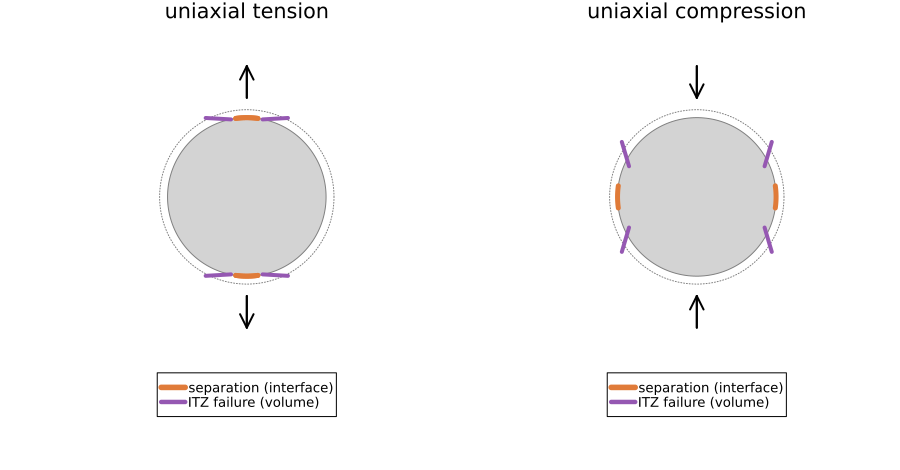 uniaxial tension
uniaxial compression
separation (interface)
ITZ failure (volume)
separation (interface)
ITZ failure (volume)